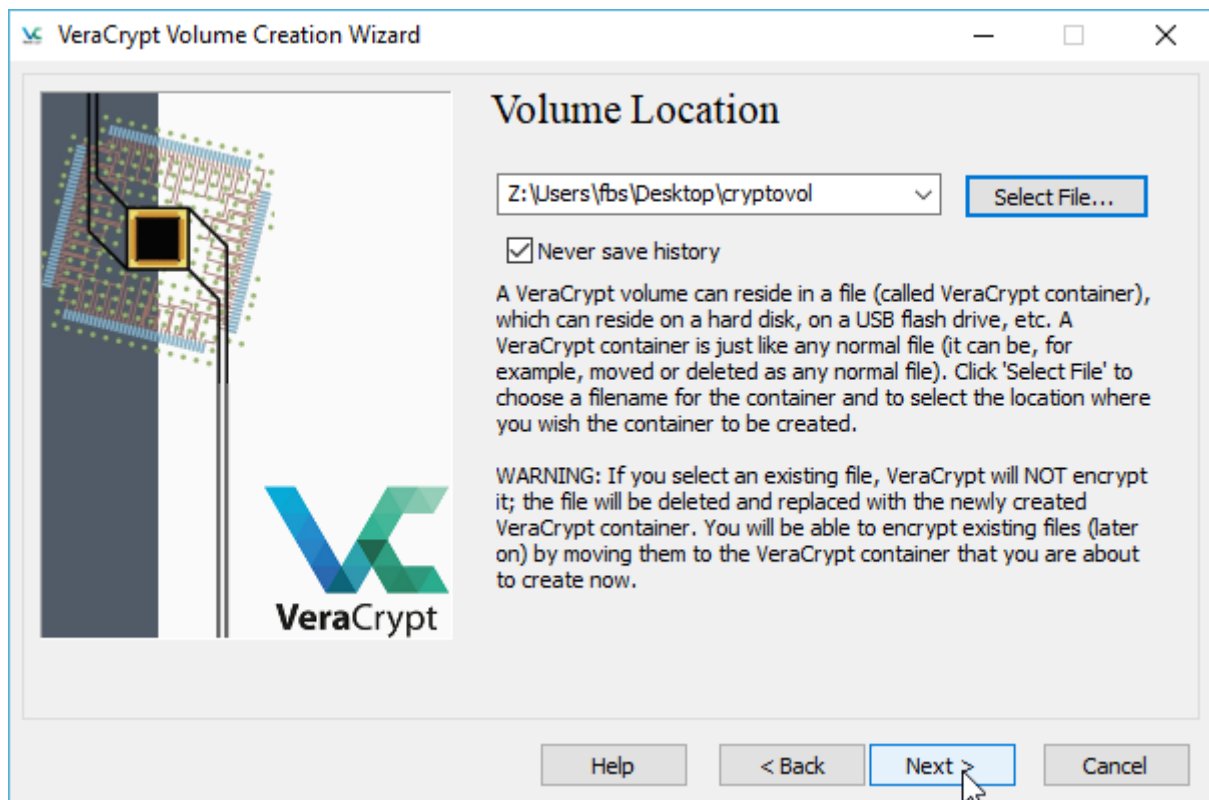 VeraCrypt Volume Creation Wizard
Volume Location
Z:\Users\fbs\Desktop\cryptovol
Select File...
Never save history
A VeraCrypt volume can reside in a file (called VeraCrypt container),
which can reside on a hard disk, on a USB flash drive, etc. A
VeraCrypt container is just like any normal file (it can be, for
example, moved or deleted as any normal file). Click 'Select File' to
choose a filename for the container and to select the location where
you wish the container to be created.
WARNING: If you select an existing file, VeraCrypt will NOT encrypt
it; the file will be deleted and replaced with the newly created
VeraCrypt container. You will be able to encrypt existing files (later
on) by moving them to the VeraCrypt container that you are about
to create now.
VeraCrypt
Help
< Back
Next >
Cancel